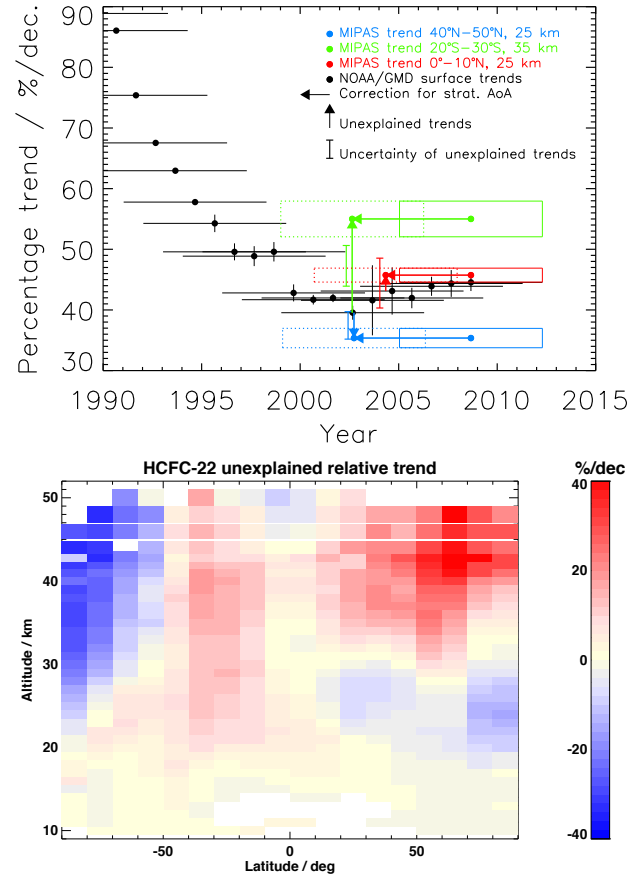 Percentage trend / %/dec.
90
80
70
60
50
40
30
MIPAS trend 40°N−50°N, 25 km
MIPAS trend 20°S−30°S, 35 km
MIPAS trend 0°−10°N, 25 km
NOAA/GMD surface trends
Correction for strat. AoA
Unexplained trends
Uncertainty of unexplained trends
1990 1995 2000 2005 2010 2015
Year
HCFC-22 unexplained relative trend
%/dec
Altitude / km
50
40
30
20
10
-50 0 50
Latitude / deg
40
20
0
-20
-40